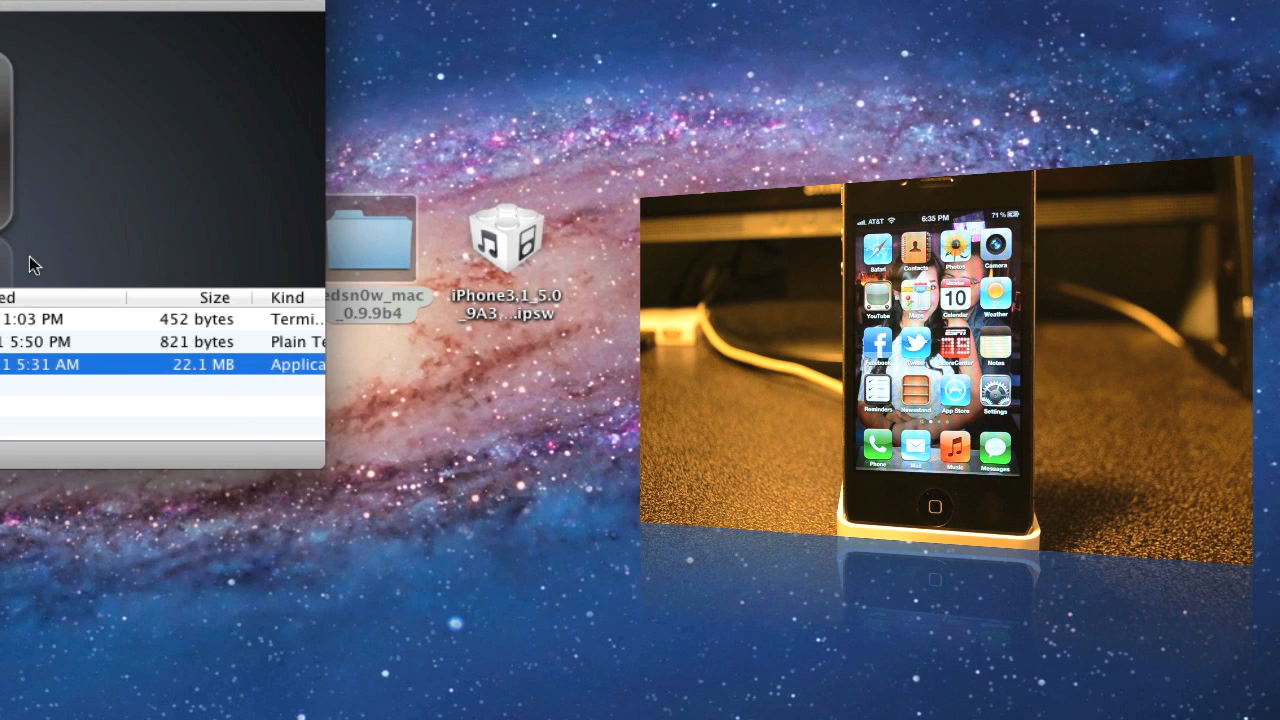 ed Size Kind
1:03 PM 452 bytes Termi..
1 5:50 PM 821 bytes Plain Te
1 5:31 AM 22.1 MB Applica
edsn0w_mac
_0.9.9b4
iPhone3,1_5.0
_9A3...ipsw
AT&T 6:35 PM 71%
Safari Contacts Photos Camera
Monday
10
YouTube Maps Calendar Weather
ESPN
Facebook Twitter ScoreCenter Notes
Reminders Newsstand App Store Settings
Phone Mail Music Messages